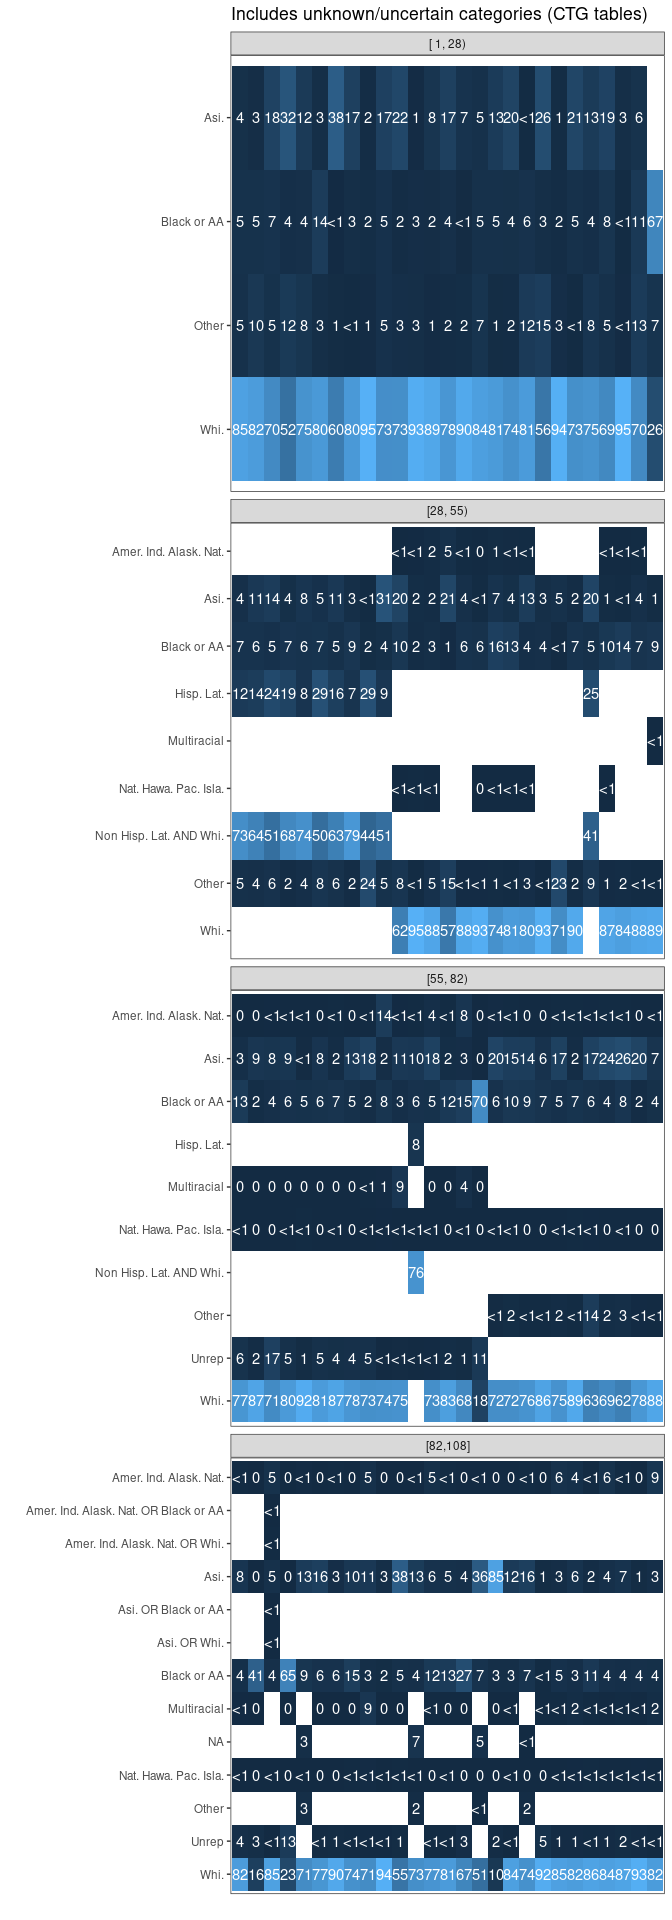 Includes unknown/uncertain categories (CTG tables)
[ 1, 28)
Asi. 4 3 18 32 12 3 38 17 2 17 22 1 8 17 7 5 13 20 <1 26 1 21 13 19 3 6
Black or AA 5 5 7 4 4 14 <1 3 2 5 2 3 2 4 <1 5 5 4 6 3 2 5 4 8 <1 11 67
Other 5 10 5 12 8 3 1 <1 1 5 3 3 1 2 2 7 1 2 12 15 3 <1 8 5 <1 13 7
Whi. 85 82 70 52 75 80 60 80 95 73 73 93 89 78 90 84 81 74 81 56 94 73 75 69 95 70 26
[28, 55)
Amer. Ind. Alask. Nat. <1 <1 2 5 <1 0 1 <1 <1 <1 <1 <1
Asi. 4 11 14 4 8 5 11 3 <1 31 20 2 2 21 4 <1 7 4 13 3 5 2 20 1 <1 4 1
Black or AA 7 6 5 7 6 7 5 9 2 4 10 2 3 1 6 6 16 13 4 4 <1 7 5 10 14 7 9
Hisp. Lat. 12 14 24 19 8 29 16 7 29 9 25
Multiracial <1
Nat. Hawa. Pac. Isla. <1 <1 <1 0 <1 <1 <1 <1
Non Hisp. Lat. AND Whi. 73 64 51 68 74 50 63 79 44 51 41
Other 5 4 6 2 4 8 6 2 24 5 8 <1 5 15 <1 <1 1 <1 3 <1 23 2 9 1 2 <1 <1
Whi. 62 95 88 57 88 93 74 81 80 93 71 90 87 84 88 89
[55, 82)
Amer. Ind. Alask. Nat. 0 0 <1 <1 <1 0 <1 0 <1 14 <1 <1 4 <1 8 0 <1 <1 0 0 <1 <1 <1 <1 <1 0 <1
Asi. 3 9 8 9 <1 8 2 13 18 2 11 10 18 2 3 0 20 15 14 6 17 2 17 24 26 20 7
Black or AA 13 2 4 6 5 6 7 5 2 8 3 6 5 12 15 70 6 10 9 7 5 7 6 4 8 2 4
Hisp. Lat. 8
Multiracial 0 0 0 0 0 0 0 0 <1 1 9 0 0 4 0
Nat. Hawa. Pac. Isla. <1 0 0 <1 <1 0 <1 0 <1 <1 <1 <1 <1 0 <1 0 <1 <1 0 0 <1 <1 <1 0 <1 0 0
Non Hisp. Lat. AND Whi. 76
Other <1 2 <1 <1 2 <1 14 2 3 <1 <1
Unrep 6 2 17 5 1 5 4 4 5 <1 <1 <1 <1 2 1 11
Whi. 77 87 71 80 92 81 87 78 73 74 75 73 83 68 18 72 72 76 86 75 89 63 69 62 78 88
[82,108]
Amer. Ind. Alask. Nat. <1 0 5 0 <1 0 <1 0 5 0 0 <1 5 <1 0 <1 0 0 <1 0 6 4 <1 6 <1 0 9
Amer. Ind. Alask. Nat. OR Black or AA <1
Amer. Ind. Alask. Nat. OR Whi. <1
Asi. 8 0 5 0 13 16 3 10 11 3 38 13 6 5 4 36 85 12 16 1 3 6 2 4 7 1 3
Asi. OR Black or AA <1
Asi. OR Whi. <1
Black or AA 4 41 4 65 9 6 6 15 3 2 5 4 12 13 27 7 3 3 7 <1 5 3 11 4 4 4 4
Multiracial <1 0 0 0 0 0 9 0 0 <1 0 0 0 <1 <1 <1 2 <1 <1 <1 <1 2
NA 3 7 5 <1
Nat. Hawa. Pac. Isla. <1 0 <1 0 <1 0 0 <1 <1 <1 <1 <1 0 <1 0 0 0 <1 0 0 <1 <1 <1 <1 <1 <1 <1
Other 3 2 <1 2
Unrep 4 3 <1 13 <1 1 <1 <1 <1 1 <1 <1 3 2 <1 5 1 1 <1 1 2 <1 <1
Whi. 82 16 85 23 71 77 90 74 71 94 55 73 77 81 67 51 10 84 74 92 85 82 86 84 87 93 82